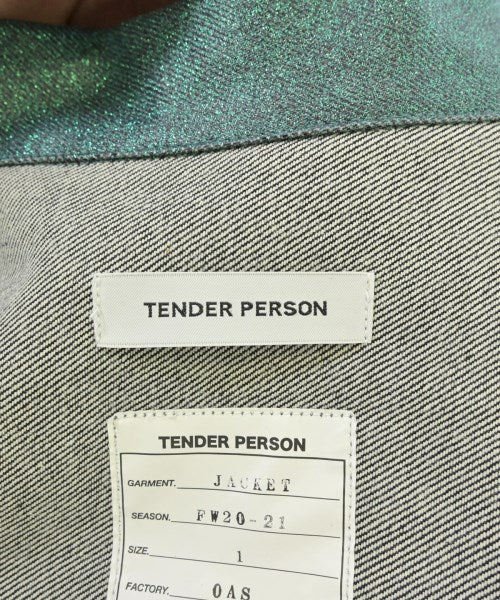 TENDER PERSON
TENDER PERSON
GARMENT. JACKET
SEASON. FW20-21
SIZE. 1
FACTORY. OAS